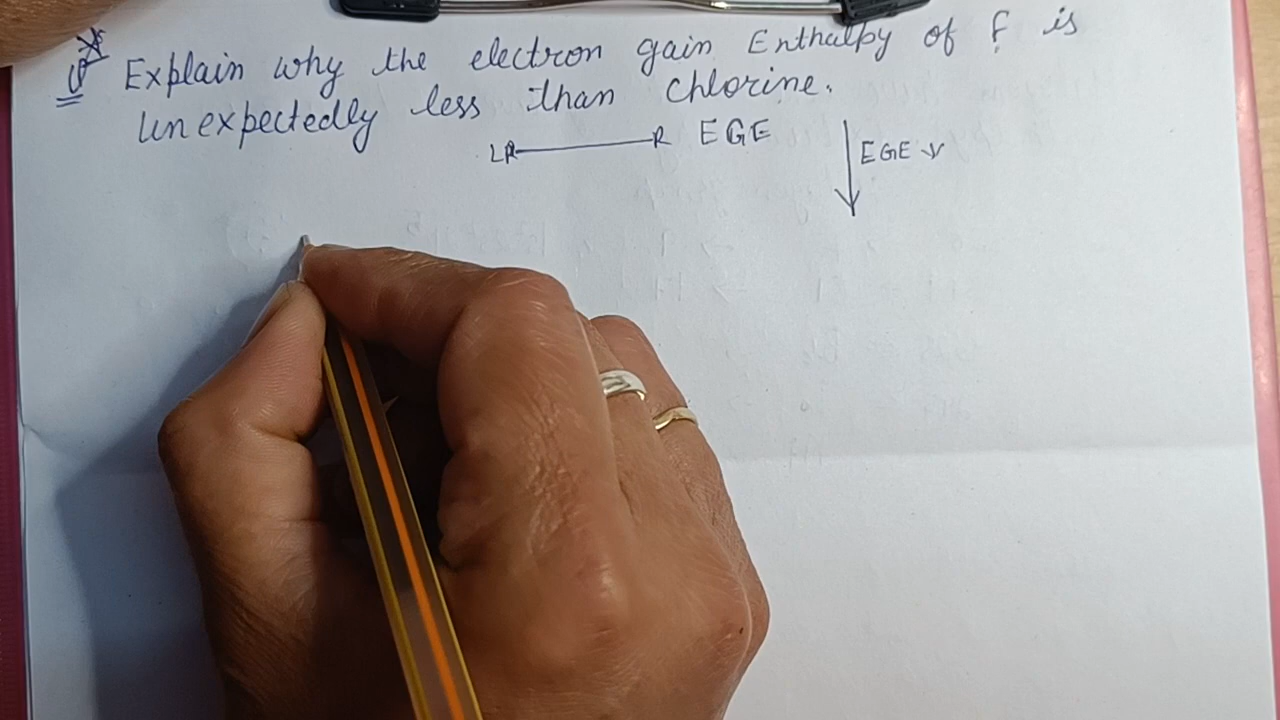 Q Explain why the electron gain Enthalpy of F is
unexpectedly less than chlorine.
LR R EGE EGE ↓